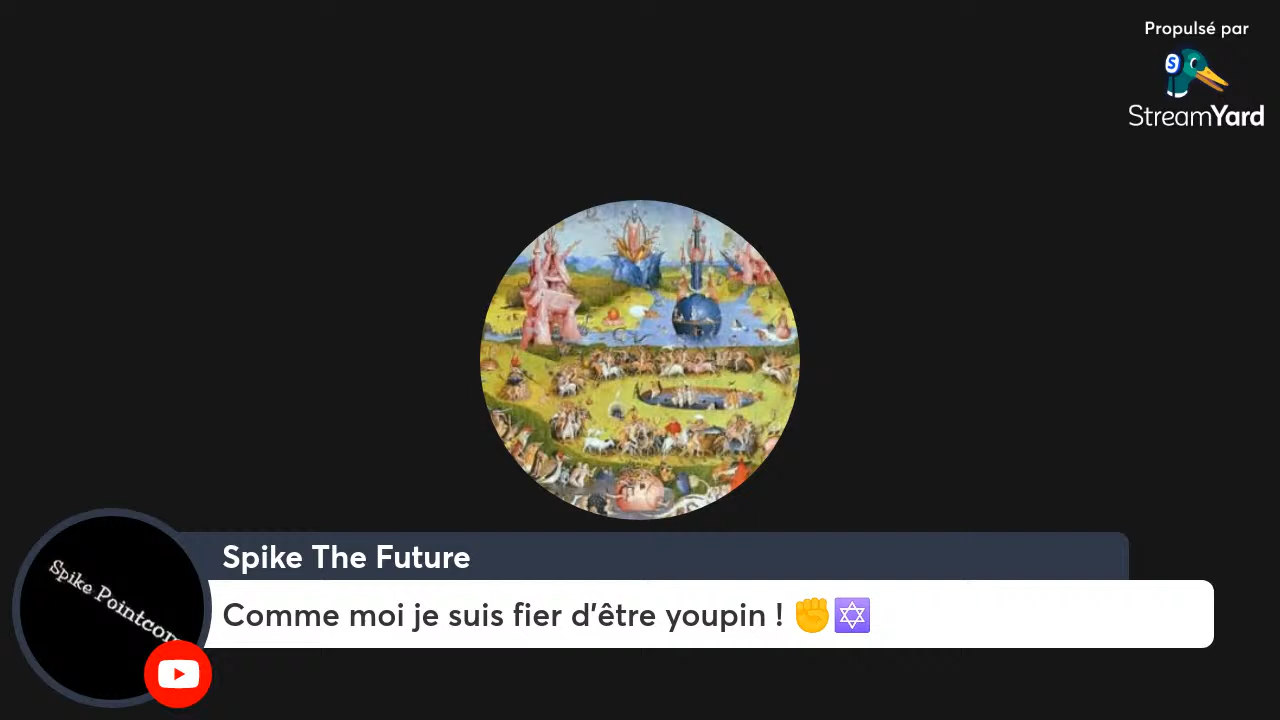 Propulsé par
StreamYard
Spike Pointcom
Spike The Future
Comme moi je suis fier d'être youpin ! ✊🔯